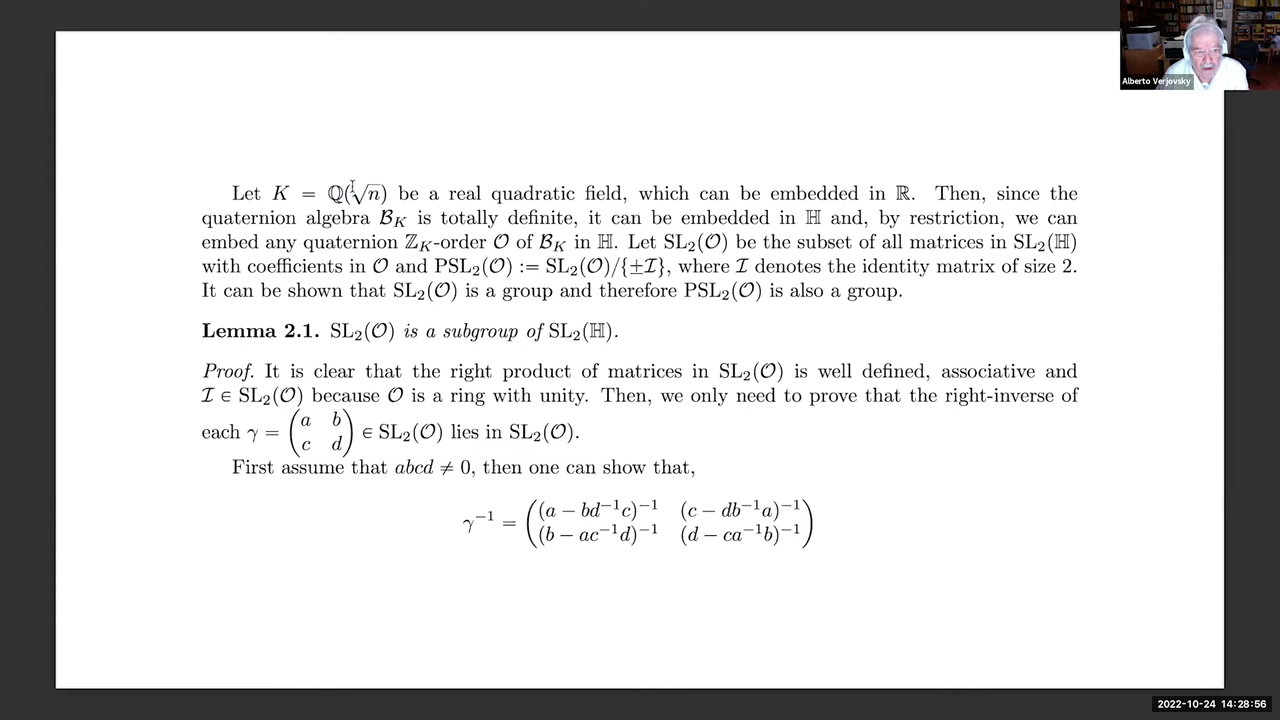 Alberto Verjovsky
Let K = ℚ(√n) be a real quadratic field, which can be embedded in ℝ. Then, since the
quaternion algebra 𝓑_K is totally definite, it can be embedded in ℍ and, by restriction, we can
embed any quaternion ℤ_K-order 𝒪 of 𝓑_K in ℍ. Let SL₂(𝒪) be the subset of all matrices in SL₂(ℍ)
with coefficients in 𝒪 and PSL₂(𝒪) := SL₂(𝒪)/{±𝓘}, where 𝓘 denotes the identity matrix of size 2.
It can be shown that SL₂(𝒪) is a group and therefore PSL₂(𝒪) is also a group.
Lemma 2.1. SL₂(𝒪) is a subgroup of SL₂(ℍ).
Proof. It is clear that the right product of matrices in SL₂(𝒪) is well defined, associative and
𝓘 ∈ SL₂(𝒪) because 𝒪 is a ring with unity. Then, we only need to prove that the right-inverse of
each γ = (a b; c d) ∈ SL₂(𝒪) lies in SL₂(𝒪).
First assume that abcd ≠ 0, then one can show that,
γ⁻¹ = ((a − bd⁻¹c)⁻¹ (c − db⁻¹a)⁻¹; (b − ac⁻¹d)⁻¹ (d − ca⁻¹b)⁻¹)
2022-10-24 14:28:56